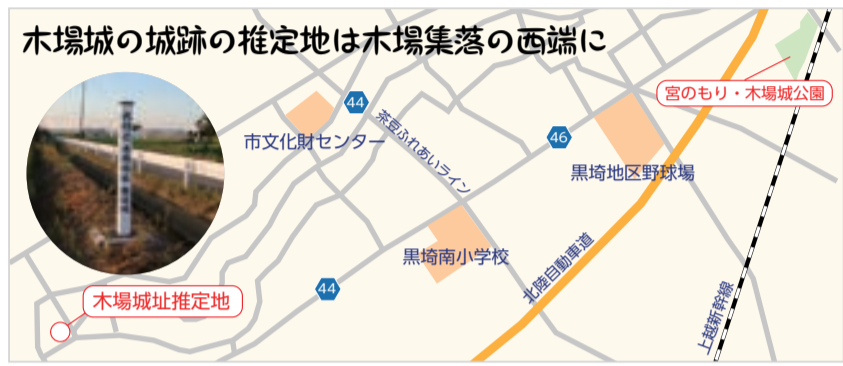 木場城の城跡の推定地は木場集落の西端に
宮のもり・木場城公園
44
茶豆ふれあいライン
市文化財センター
46
黒埼地区野球場
黒埼南小学校
北陸自動車道
44
木場城址推定地
上越新幹線